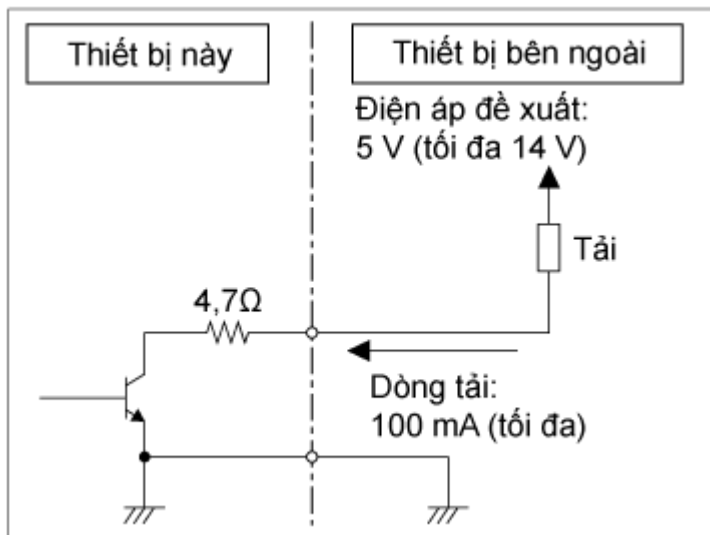 Thiết bị này
Thiết bị bên ngoài
Điện áp đề xuất:
5 V (tối đa 14 V)
Tải
4,7Ω
Dòng tải:
100 mA (tối đa)